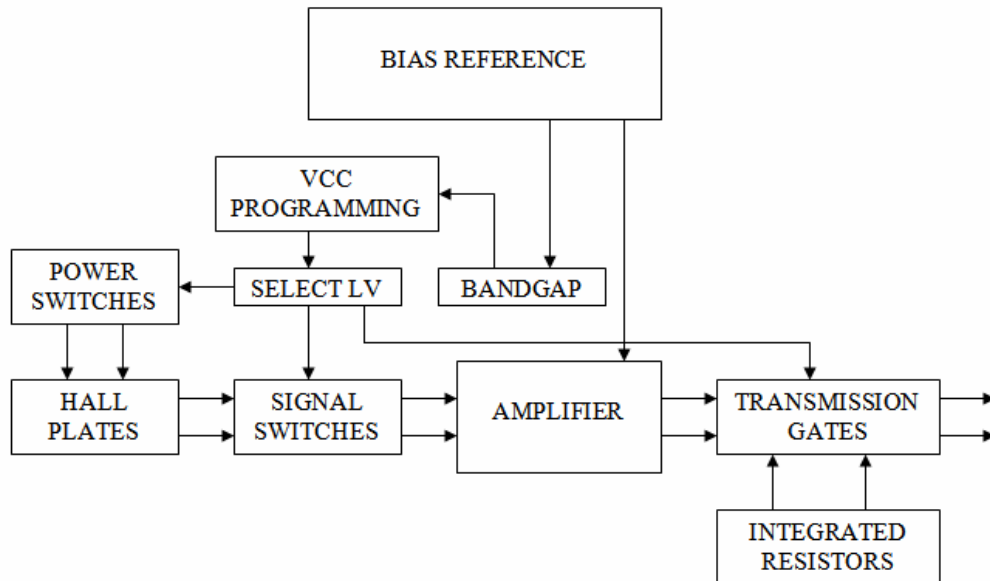 BIAS REFERENCE
VCC
PROGRAMMING
POWER
SWITCHES
SELECT LV
BANDGAP
HALL
PLATES
SIGNAL
SWITCHES
AMPLIFIER
TRANSMISSION
GATES
INTEGRATED
RESISTORS